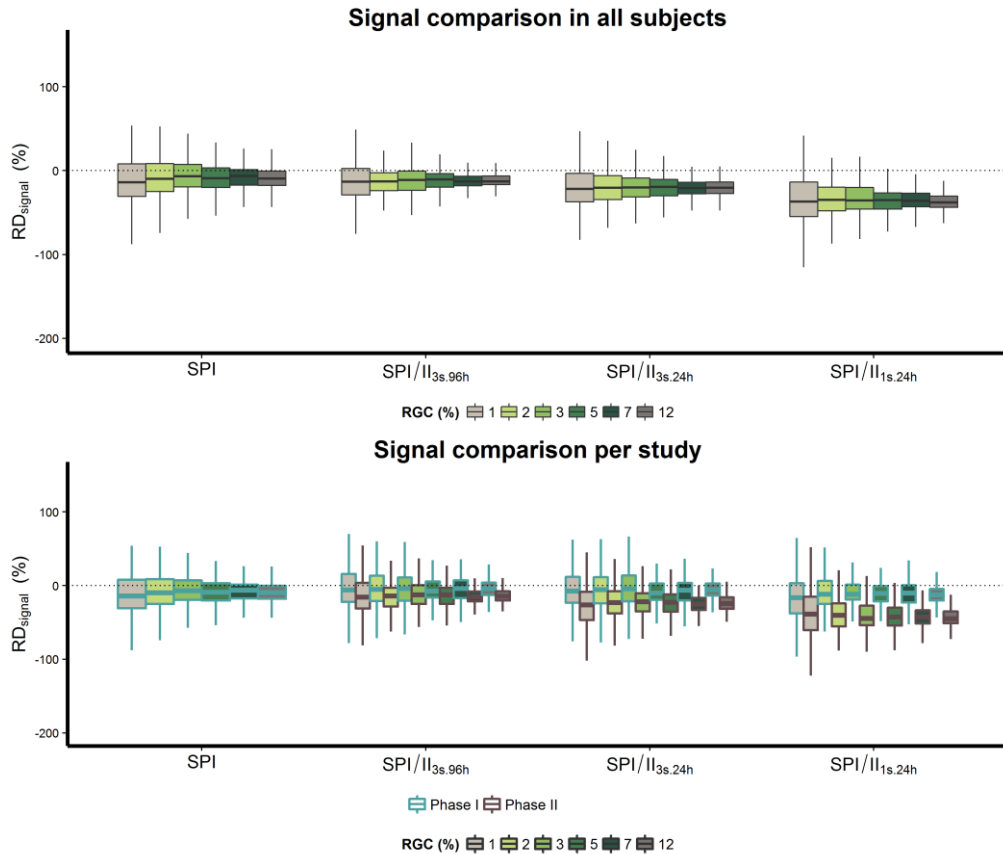 Signal comparison in all subjects
RD_signal (%)
100
0
-100
-200
SPI SPI/II_3s.96h SPI/II_3s.24h SPI/II_1s.24h
RGC (%) 1 2 3 5 7 12
Signal comparison per study
RD_signal (%)
100
0
-100
-200
SPI SPI/II_3s.96h SPI/II_3s.24h SPI/II_1s.24h
Phase I Phase II
RGC (%) 1 2 3 5 7 12